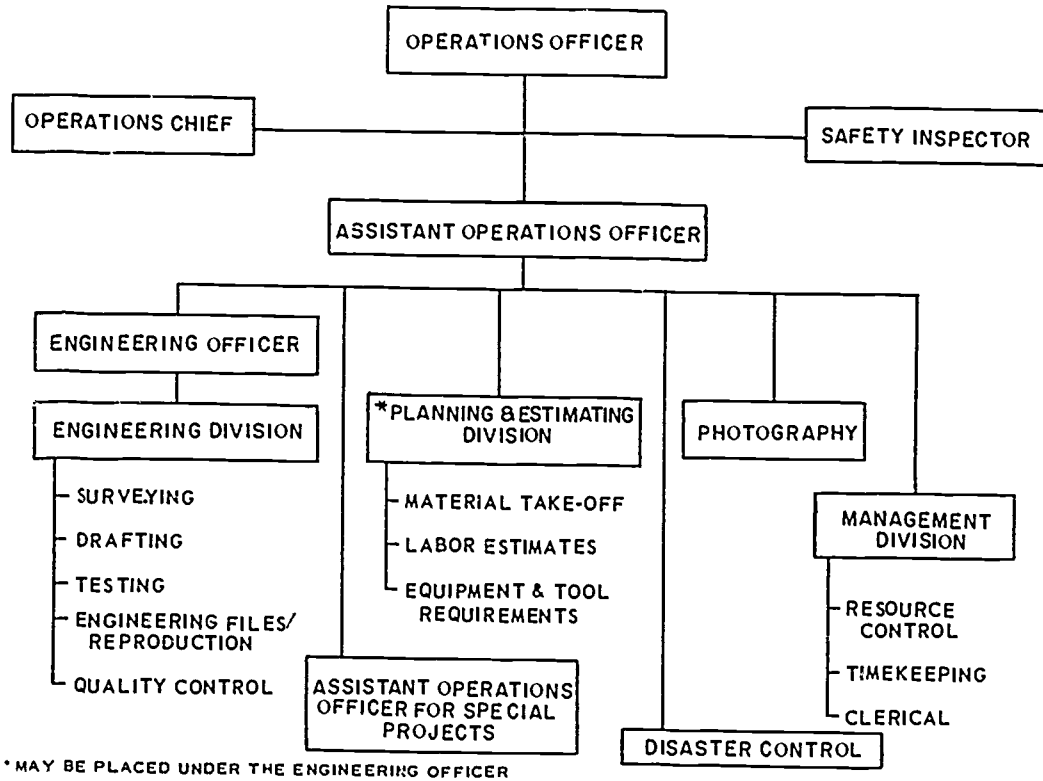 OPERATIONS OFFICER
OPERATIONS CHIEF
SAFETY INSPECTOR
ASSISTANT OPERATIONS OFFICER
ENGINEERING OFFICER
ENGINEERING DIVISION
SURVEYING
DRAFTING
TESTING
ENGINEERING FILES/
REPRODUCTION
QUALITY CONTROL
ASSISTANT OPERATIONS
OFFICER FOR SPECIAL
PROJECTS
*PLANNING & ESTIMATING
DIVISION
MATERIAL TAKE-OFF
LABOR ESTIMATES
EQUIPMENT & TOOL
REQUIREMENTS
DISASTER CONTROL
PHOTOGRAPHY
MANAGEMENT
DIVISION
RESOURCE
CONTROL
TIMEKEEPING
CLERICAL
*MAY BE PLACED UNDER THE ENGINEERING OFFICER